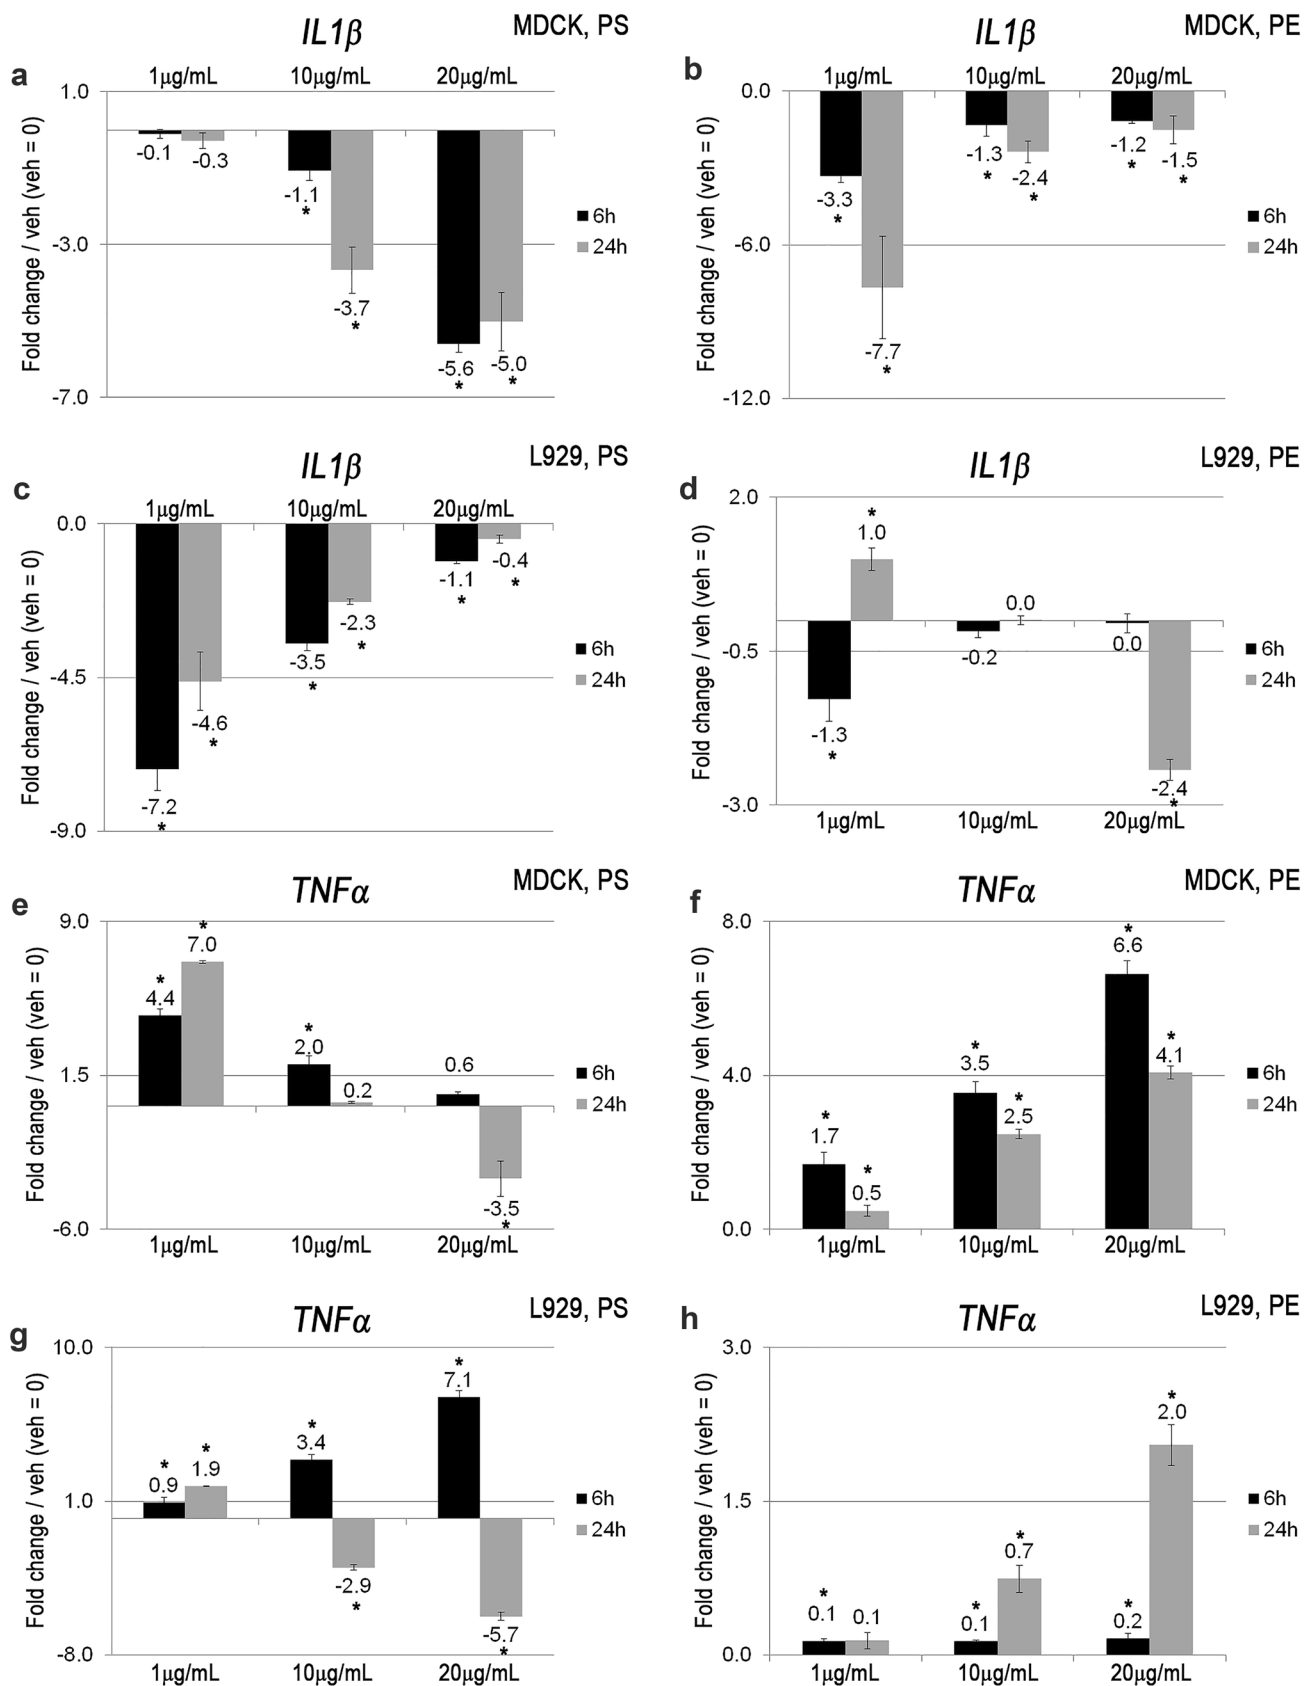 a
IL1β
MDCK, PS
1μg/mL 10μg/mL 20μg/mL
Fold change / veh (veh = 0)
1.0
-3.0
-7.0
-0.1
-0.3
-1.1
*
-3.7
*
-5.6
*
-5.0
*
6h
24h
b
IL1β
MDCK, PE
1μg/mL 10μg/mL 20μg/mL
Fold change / veh (veh = 0)
0.0
-6.0
-12.0
-3.3
*
-7.7
*
-1.3
*
-2.4
*
-1.2
*
-1.5
*
6h
24h
c
IL1β
L929, PS
1μg/mL 10μg/mL 20μg/mL
Fold change / veh (veh = 0)
0.0
-4.5
-9.0
-7.2
*
-4.6
*
-3.5
*
-2.3
*
-1.1
*
-0.4
*
6h
24h
d
IL1β
L929, PE
Fold change / veh (veh = 0)
2.0
-0.5
-3.0
-1.3
*
*
1.0
-0.2
0.0
0.0
-2.4
*
1μg/mL 10μg/mL 20μg/mL
6h
24h
e
TNFα
MDCK, PS
Fold change / veh (veh = 0)
9.0
1.5
-6.0
*
4.4
*
7.0
*
2.0
0.2
0.6
-3.5
*
1μg/mL 10μg/mL 20μg/mL
6h
24h
f
TNFα
MDCK, PE
Fold change / veh (veh = 0)
8.0
4.0
0.0
*
1.7
*
0.5
*
3.5
*
2.5
*
6.6
*
4.1
1μg/mL 10μg/mL 20μg/mL
6h
24h
g
TNFα
L929, PS
Fold change / veh (veh = 0)
10.0
1.0
-8.0
*
0.9
*
1.9
*
3.4
-2.9
*
*
7.1
-5.7
*
1μg/mL 10μg/mL 20μg/mL
6h
24h
h
TNFα
L929, PE
Fold change / veh (veh = 0)
3.0
1.5
0.0
*
0.1
0.1
*
0.1
*
0.7
*
0.2
*
2.0
1μg/mL 10μg/mL 20μg/mL
6h
24h